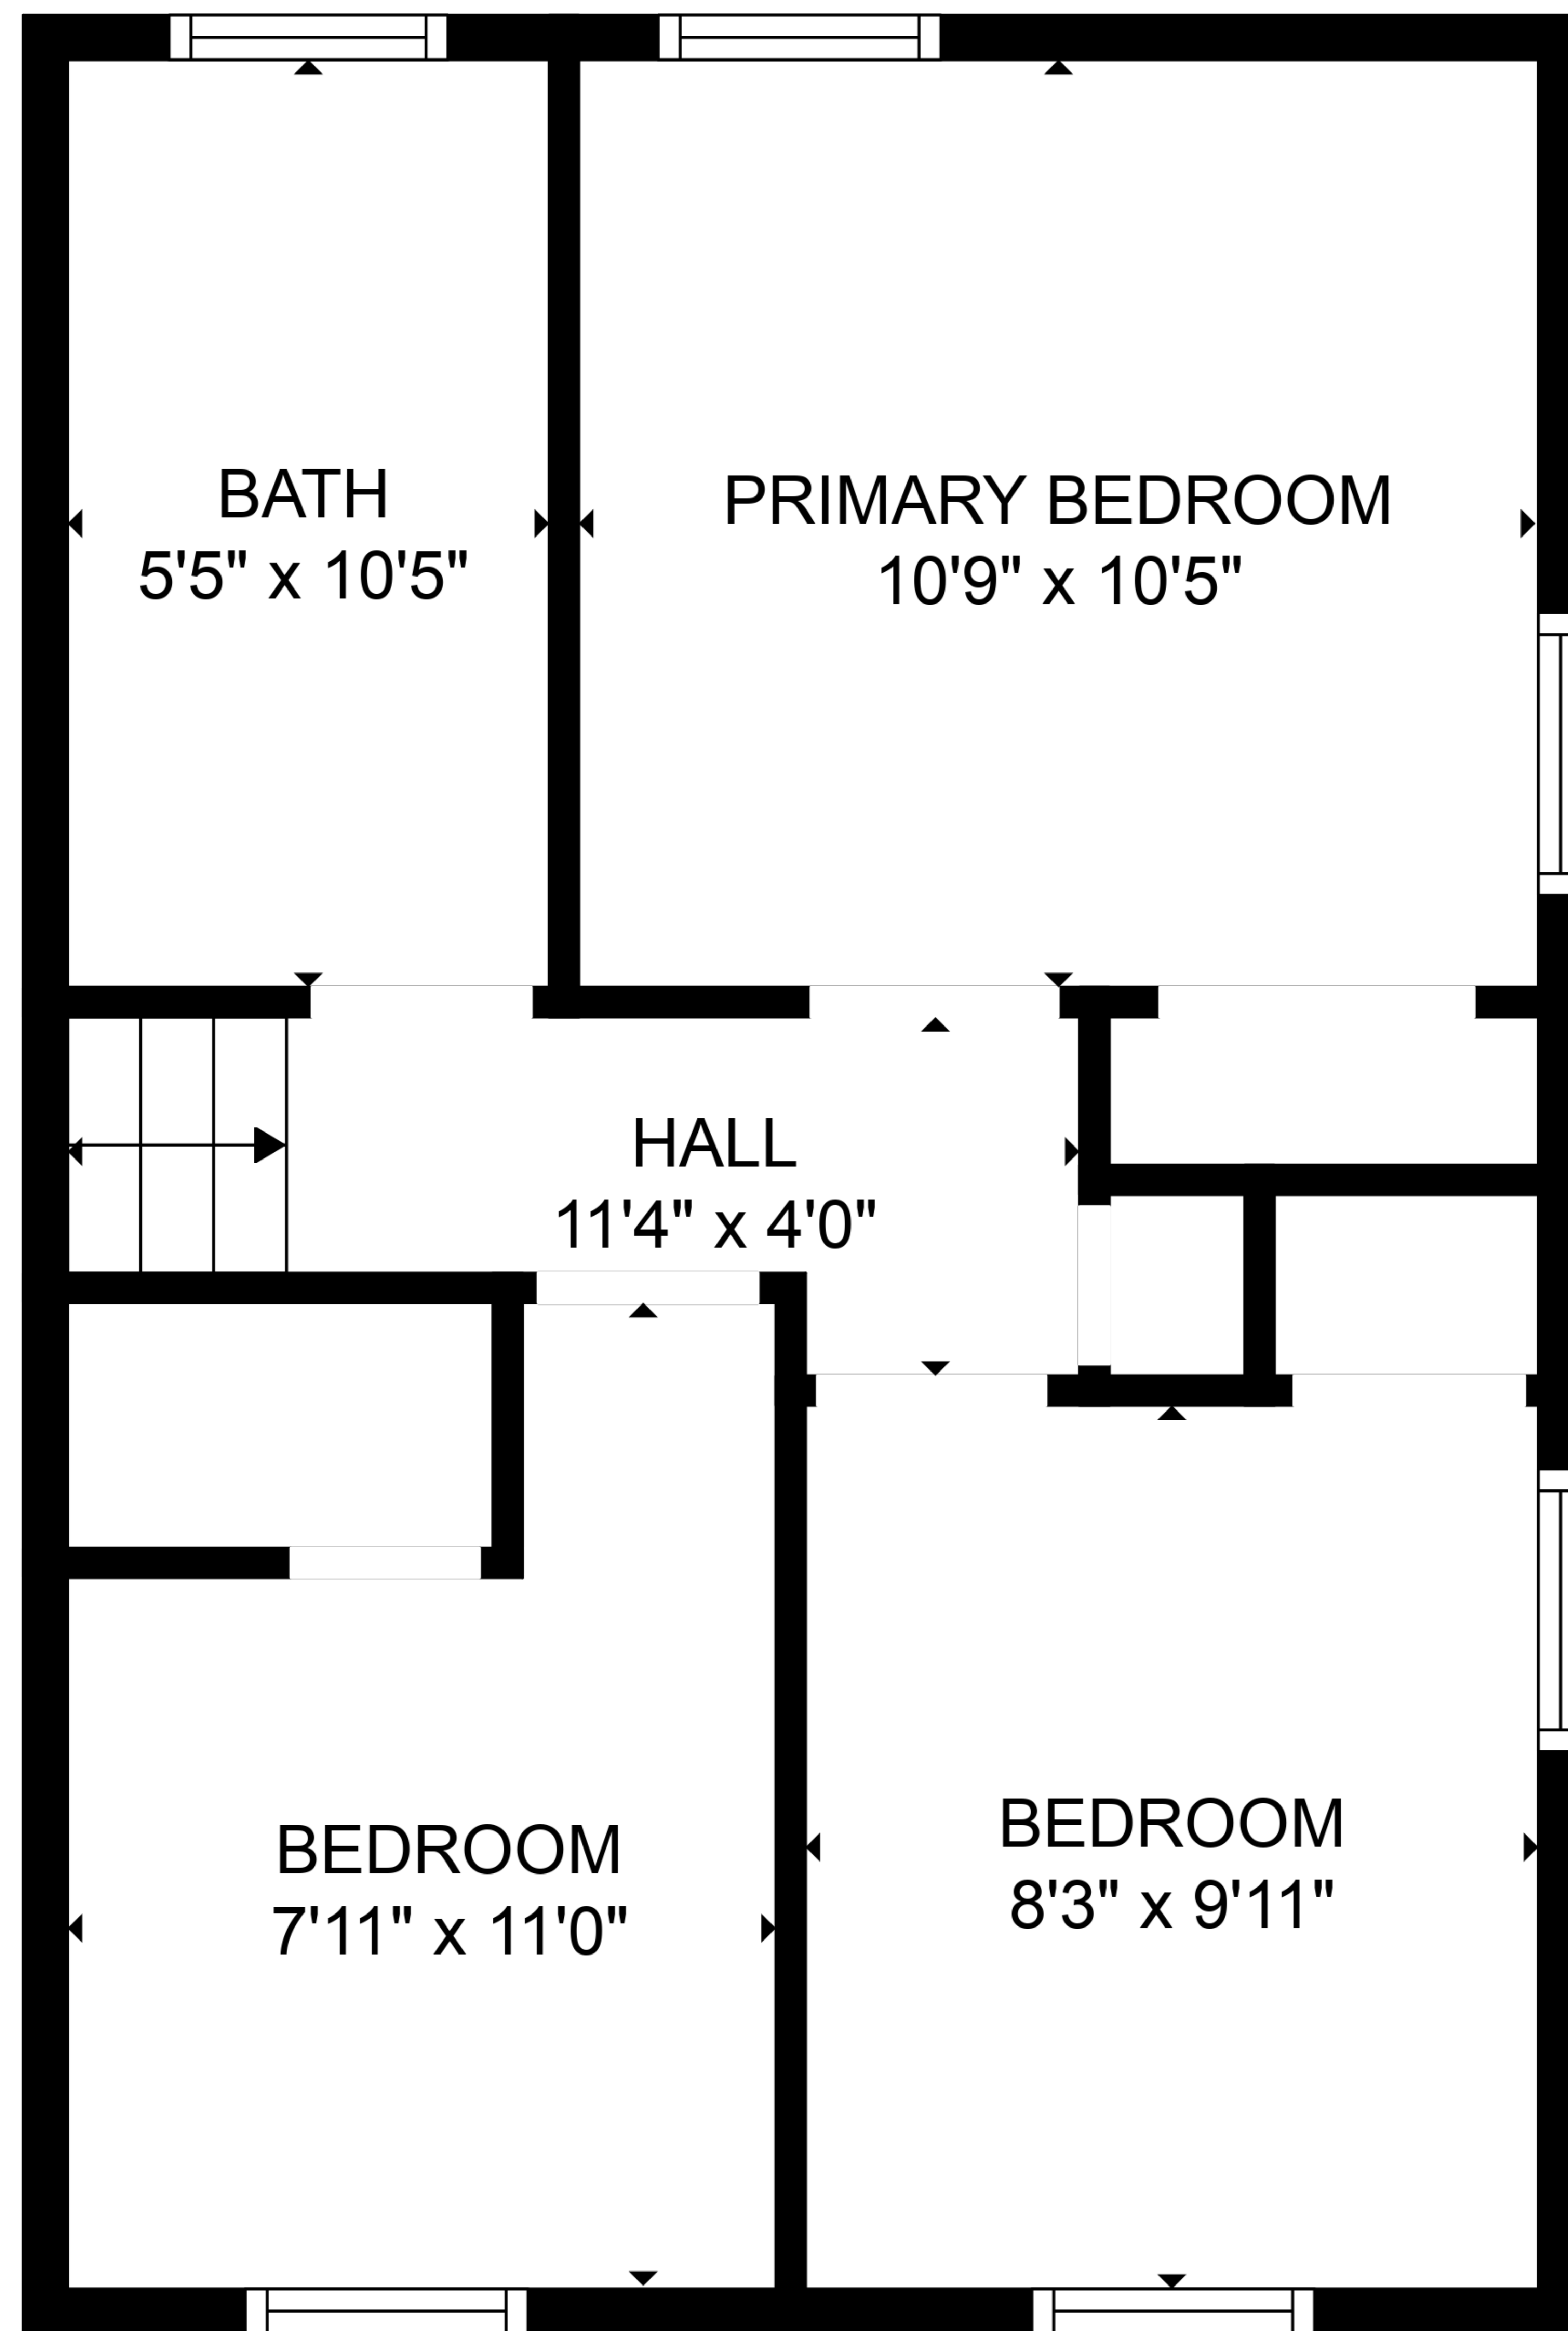 BATH
5'5" x 10'5"
PRIMARY BEDROOM
10'9" x 10'5"
HALL
11'4" x 4'0"
BEDROOM
7'11" x 11'0"
BEDROOM
8'3" x 9'11"